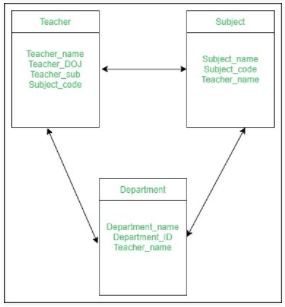 Teacher
Teacher_name
Teacher_DOJ
Teacher_sub
Subject_code
Subject
Subject_name
Subject_code
Teacher_name
Department
Department_name
Department_ID
Teacher_name